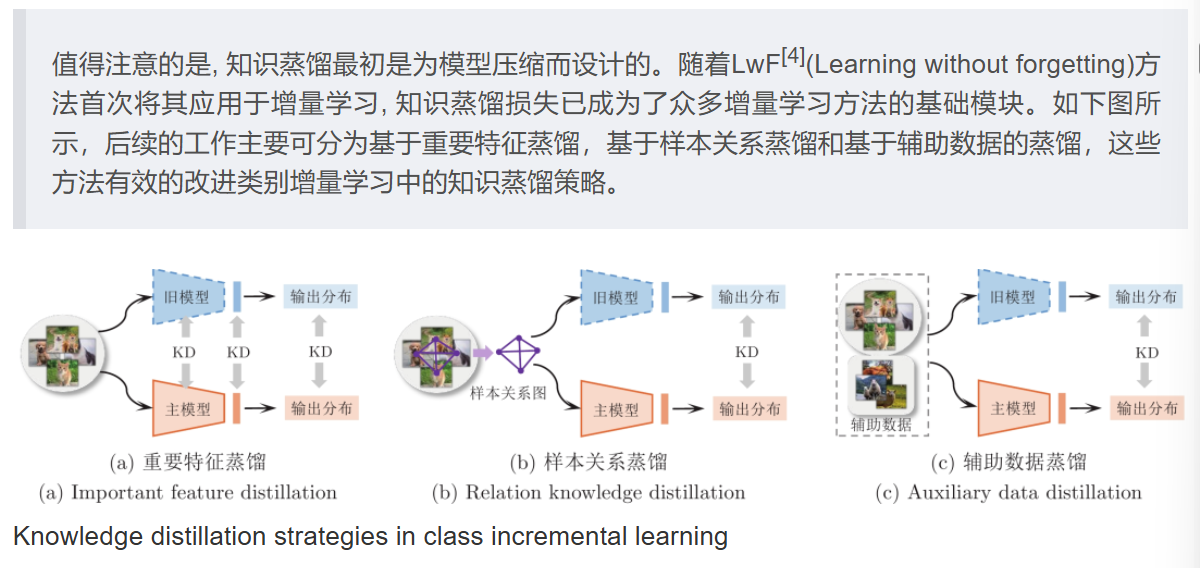 值得注意的是, 知识蒸馏最初是为模型压缩而设计的。随着LwF[4](Learning without forgetting)方
法首次将其应用于增量学习, 知识蒸馏损失已成为了众多增量学习方法的基础模块。如下图所
示，后续的工作主要可分为基于重要特征蒸馏，基于样本关系蒸馏和基于辅助数据的蒸馏，这些
方法有效的改进类别增量学习中的知识蒸馏策略。
旧模型 输出分布
KD KD KD
主模型 输出分布
(a) 重要特征蒸馏
(a) Important feature distillation
旧模型 输出分布
样本关系图
KD
主模型 输出分布
(b) 样本关系蒸馏
(b) Relation knowledge distillation
旧模型 输出分布
KD
主模型 输出分布
辅助数据
(c) 辅助数据蒸馏
(c) Auxiliary data distillation
Knowledge distillation strategies in class incremental learning